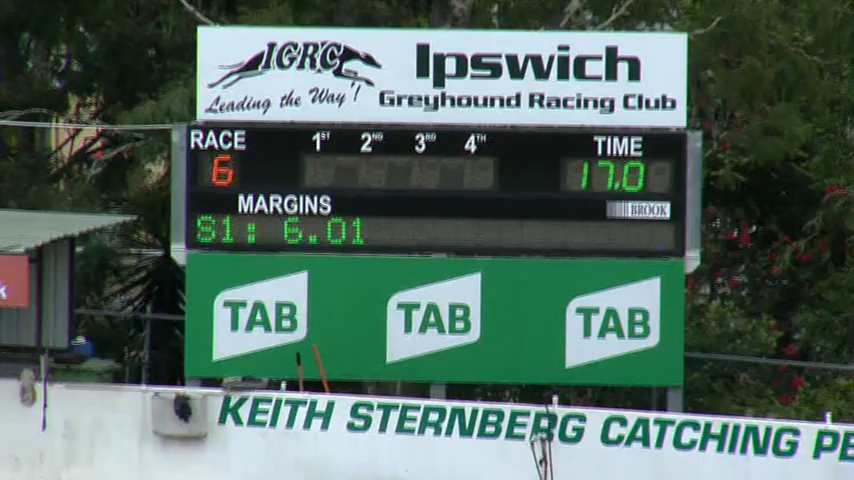 IGRC
Leading the Way!
Ipswich
Greyhound Racing Club
RACE 1ST 2ND 3RD 4TH TIME
6 17.0
MARGINS
BROOK
S1: 6.01
TAB TAB TAB
KEITH STERNBERG CATCHING PE